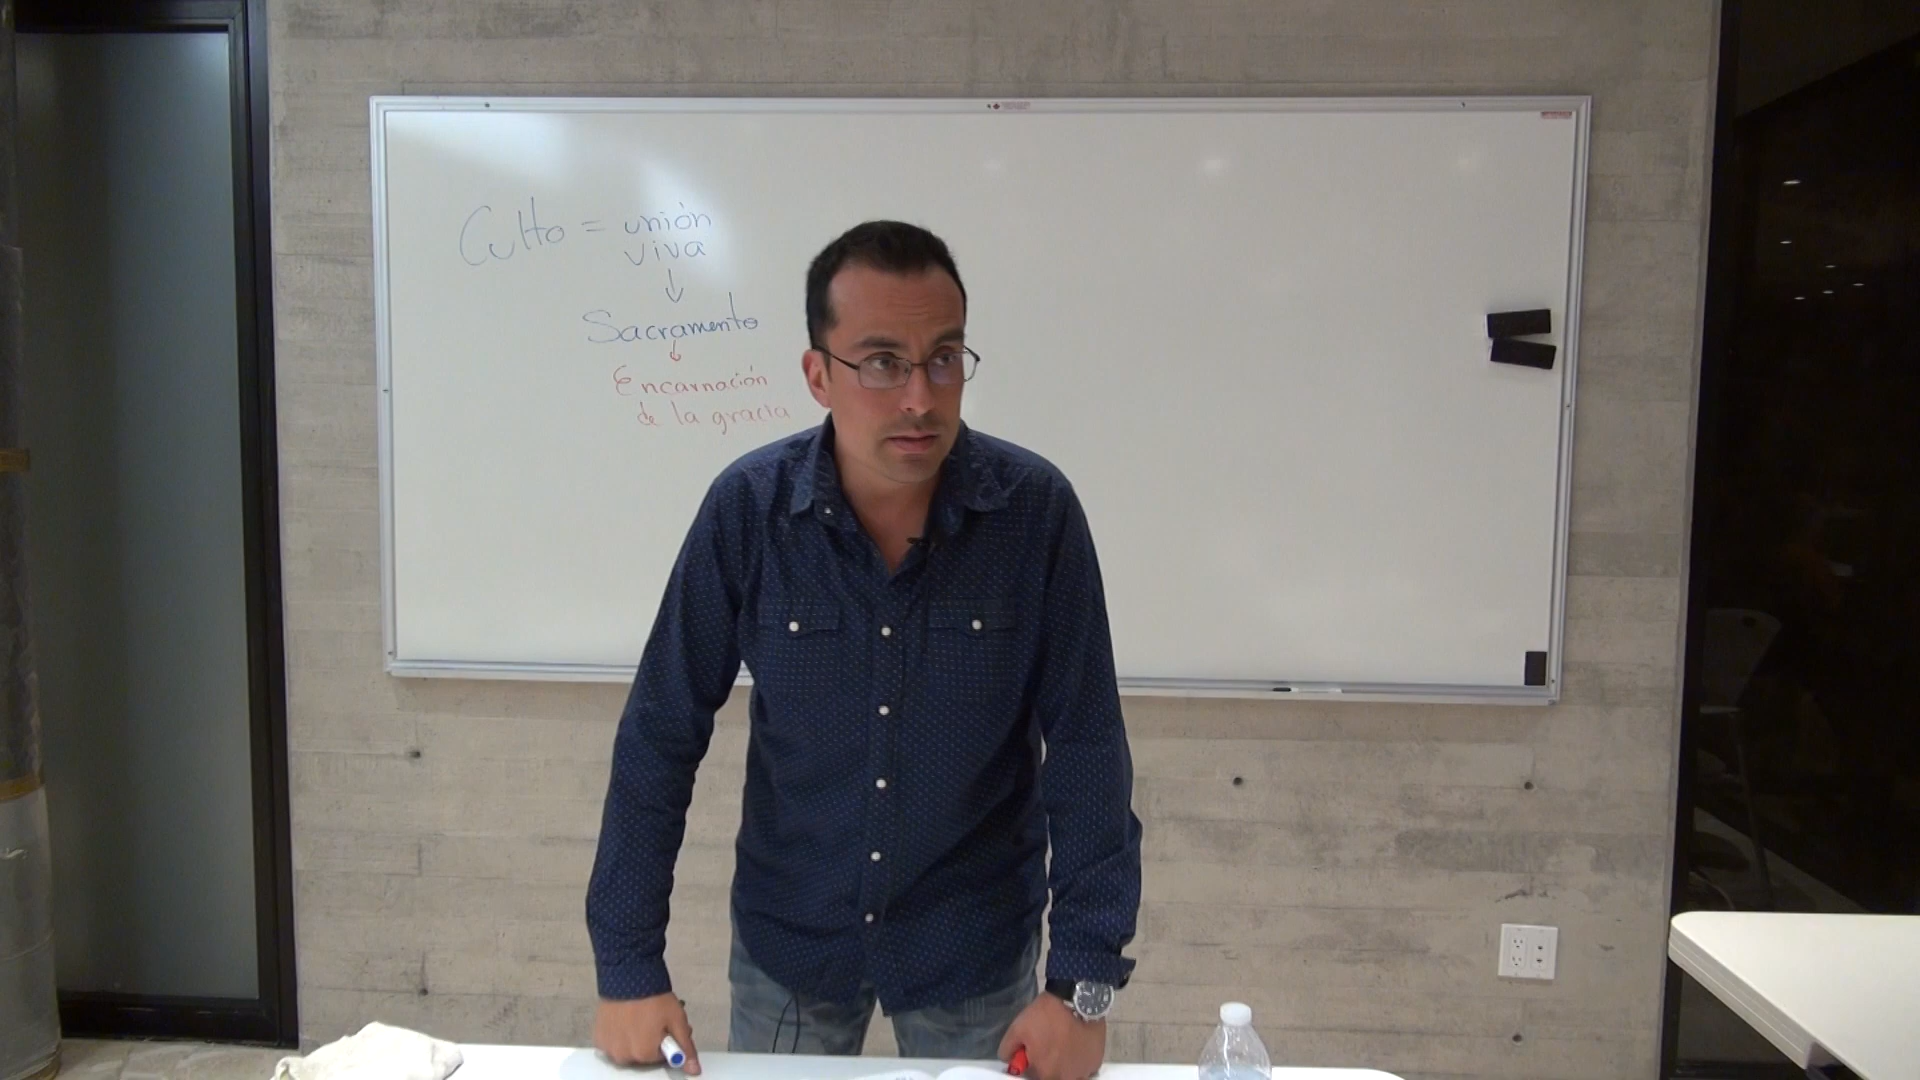 Culto = unión
viva
↓
Sacramento
↓
Encarnación
de la gracia